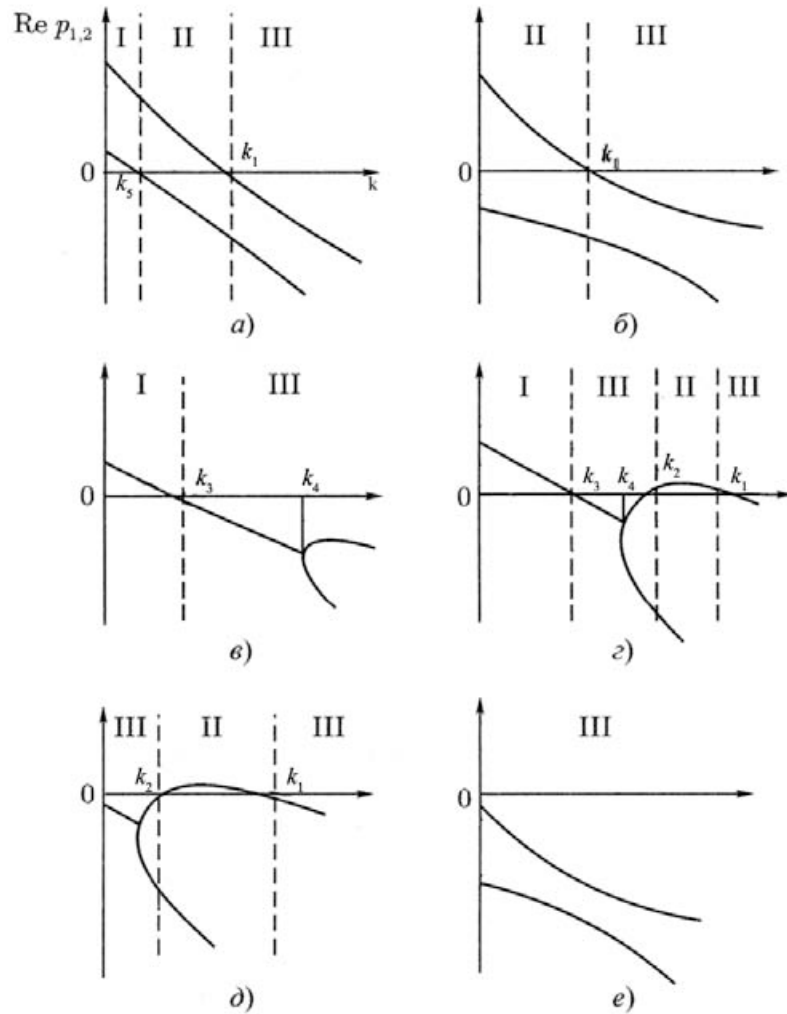 Re p₁,₂ I II III
0
k₅ k₁ k
а)
II III
0
k₁
б)
I III
0
k₃ k₄
в)
I III II III
0
k₃ k₄ k₂ k₁
г)
III II III
0
k₂ k₁
д)
III
0
е)